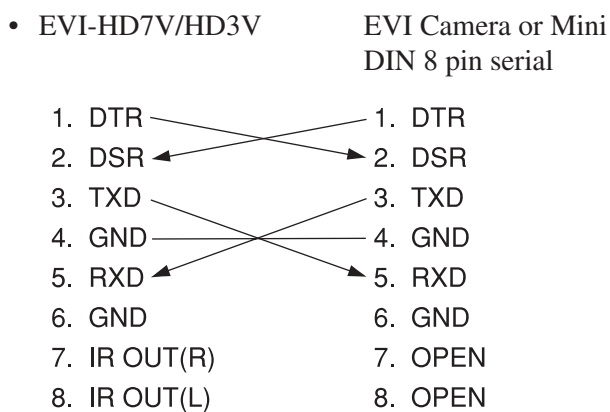 • EVI-HD7V/HD3V EVI Camera or Mini
DIN 8 pin serial
1. DTR 1. DTR
2. DSR 2. DSR
3. TXD 3. TXD
4. GND 4. GND
5. RXD 5. RXD
6. GND 6. GND
7. IR OUT(R) 7. OPEN
8. IR OUT(L) 8. OPEN